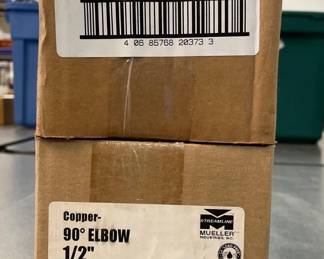 4 06 85768 20373 3
Copper-
90° ELBOW
1/2"
STREAMLINE
MUELLER
INDUSTRIES, INC.